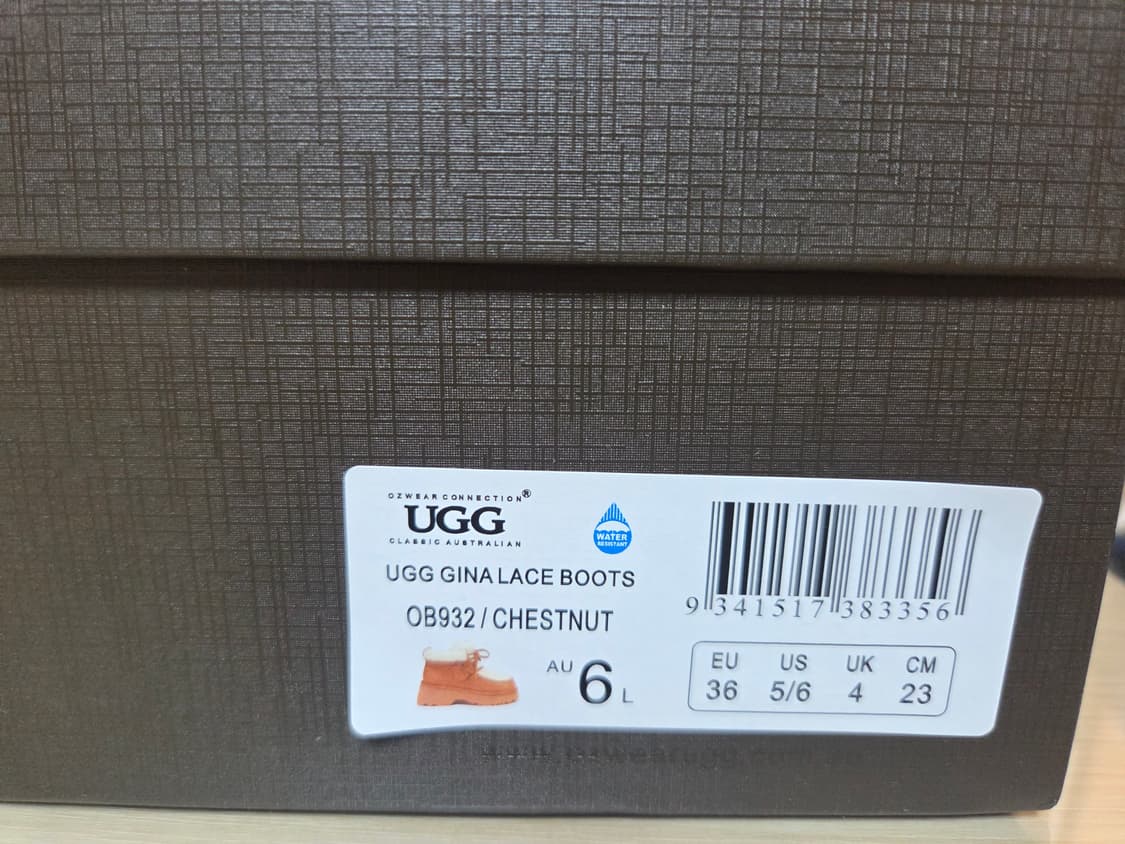 OZWEAR CONNECTION®
UGG
CLASSIC AUSTRALIAN
WATER
RESISTANT
UGG GINA LACE BOOTS
OB932 / CHESTNUT
AU 6 L
9 341517 383356
EU US UK CM
36 5/6 4 23